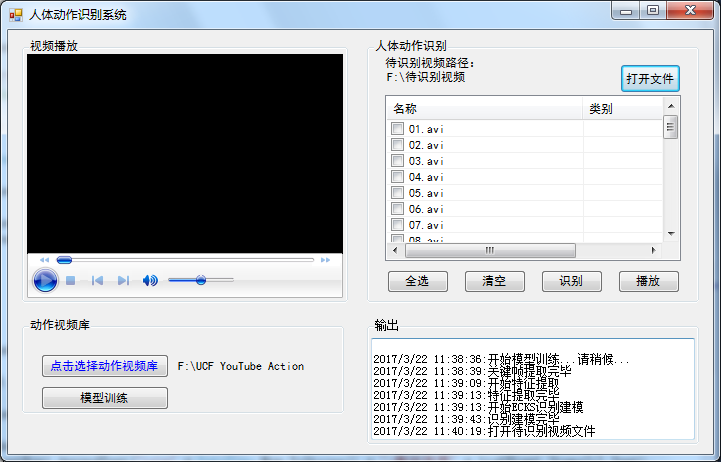 人体动作识别系统
视频播放
人体动作识别
待识别视频路径:
F:\待识别视频
打开文件
名称 类别
01.avi
02.avi
03.avi
04.avi
05.avi
06.avi
07.avi
08.avi
全选 清空 识别 播放
动作视频库
点击选择动作视频库 F:\UCF YouTube Action
模型训练
输出
2017/3/22 11:38:36:开始模型训练...请稍候...
2017/3/22 11:38:39:关键帧提取完毕
2017/3/22 11:39:09:开始特征提取
2017/3/22 11:39:13:特征提取完毕
2017/3/22 11:39:13:开始ECKS识别建模
2017/3/22 11:39:43:识别建模完毕
2017/3/22 11:40:19:打开待识别视频文件